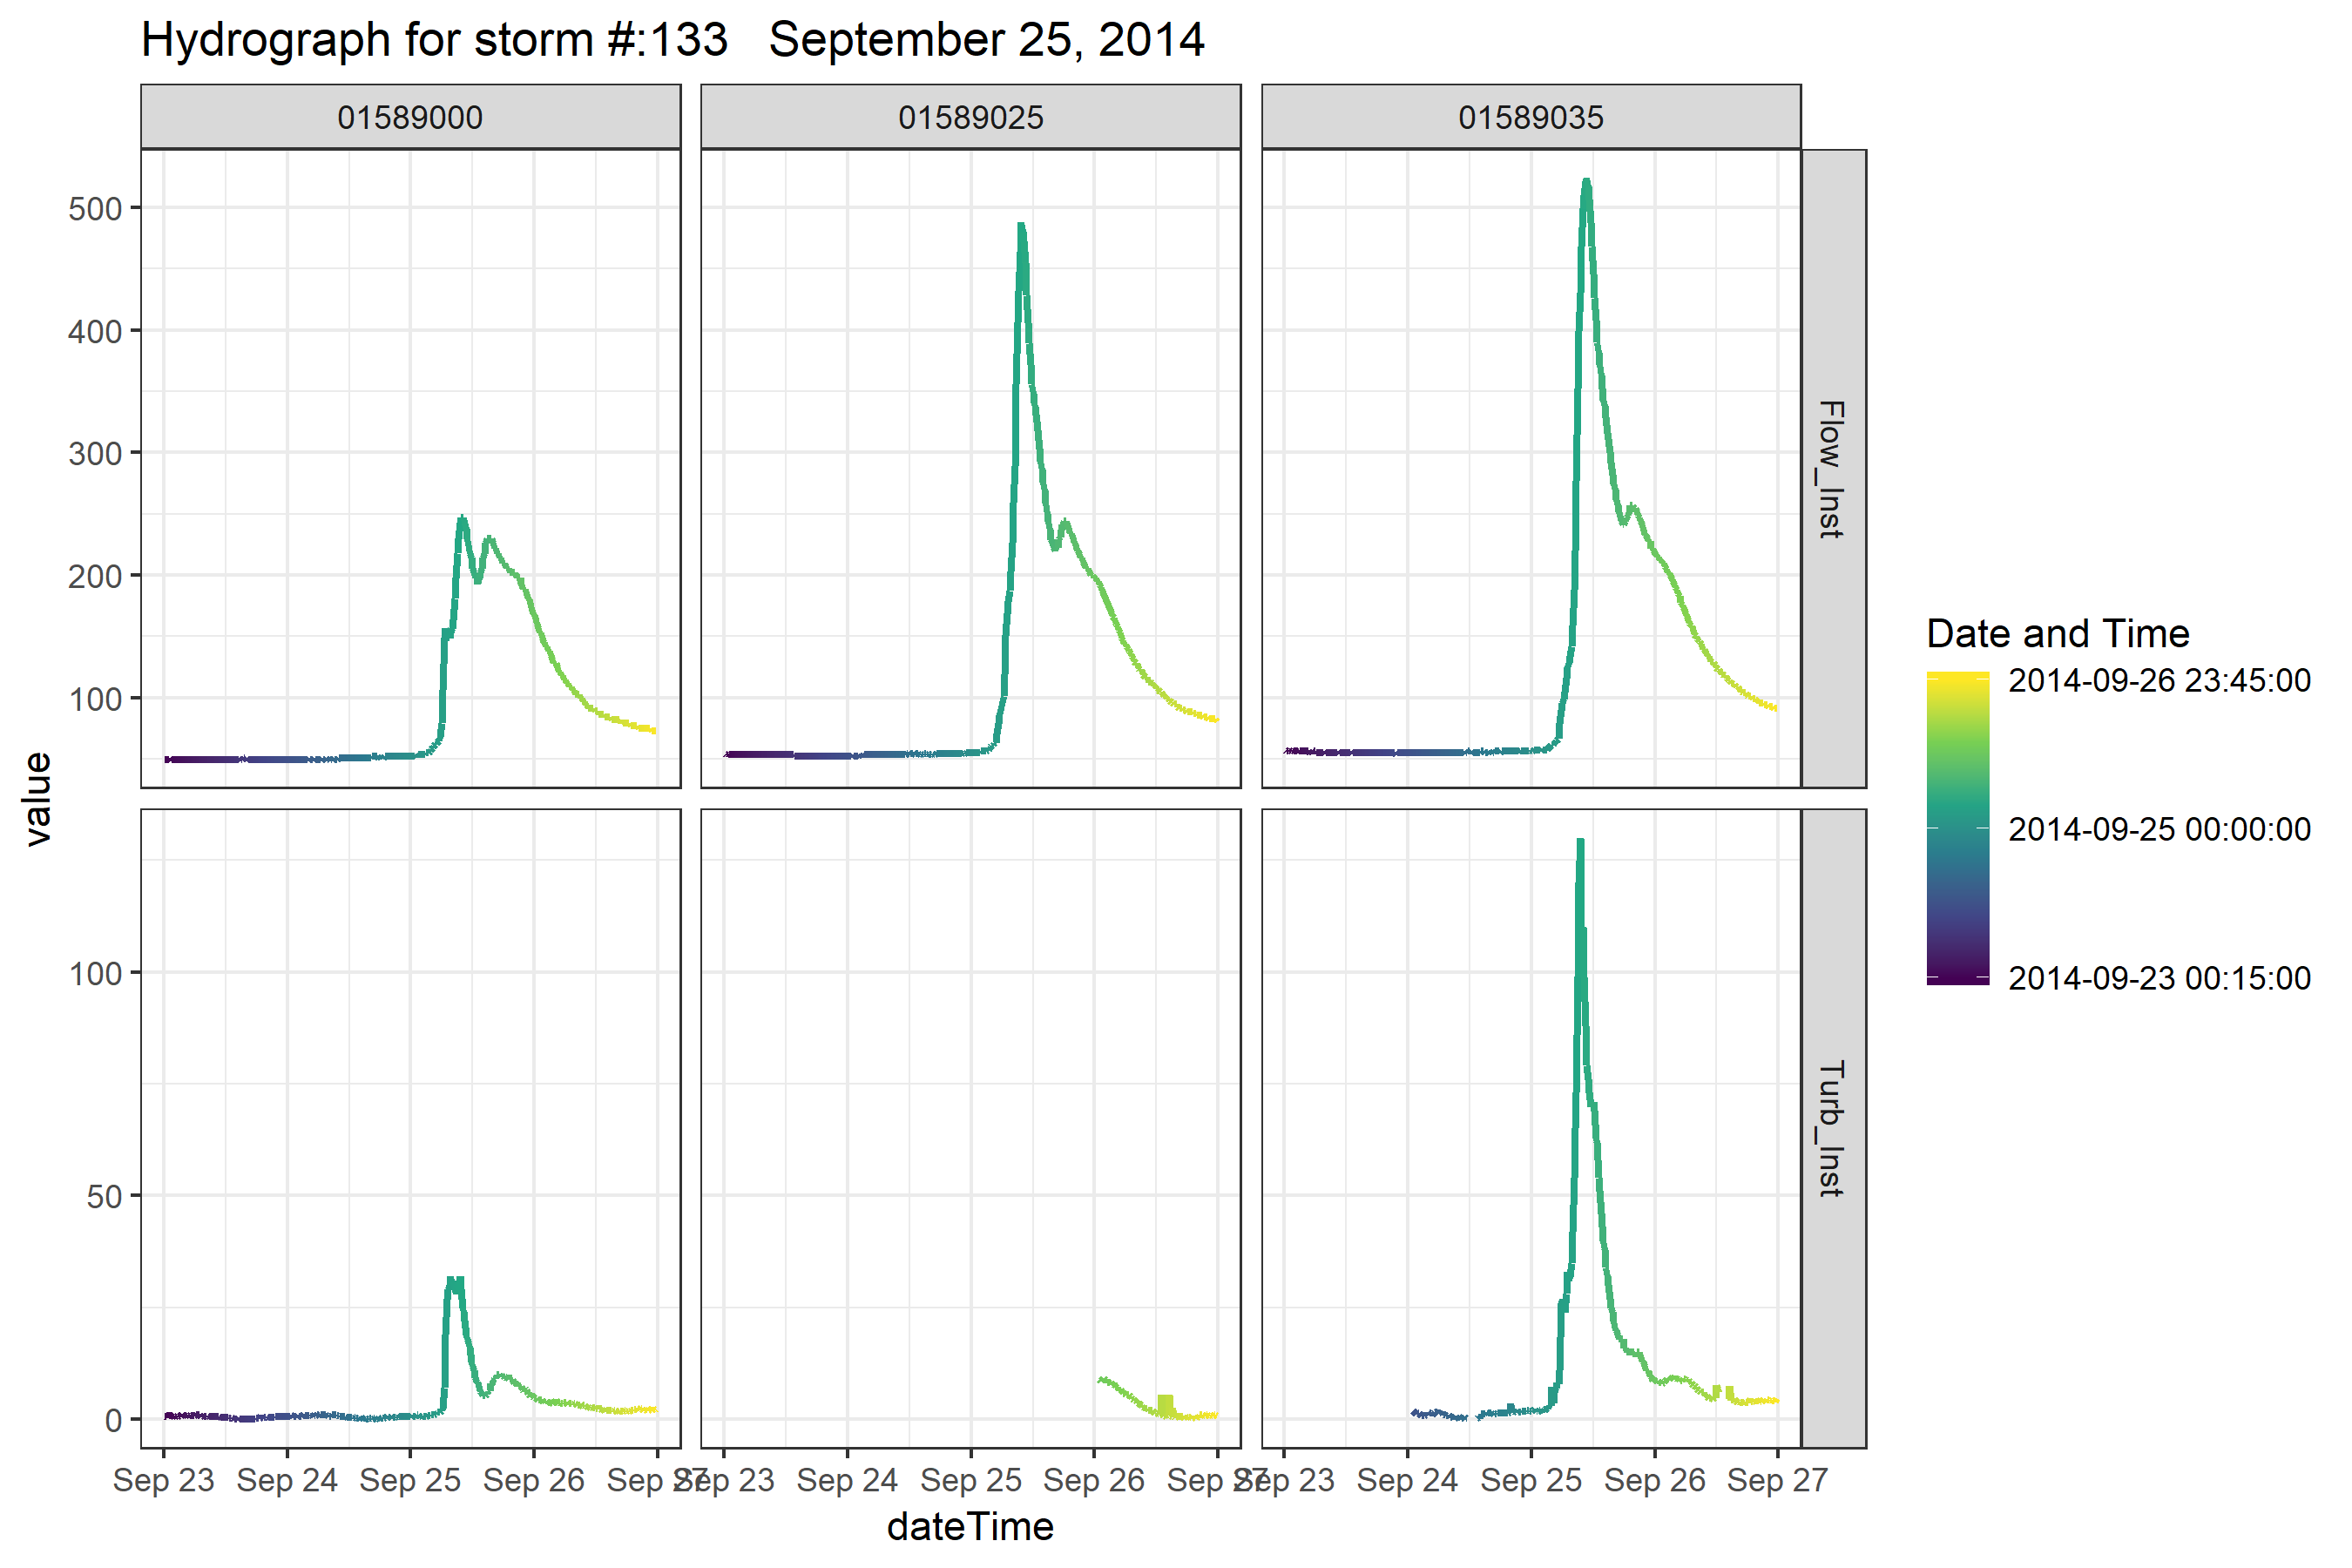 Hydrograph for storm #:133   September 25, 2014
01589000 01589025 01589035
Flow_Inst
500
400
300
200
100
Turb_Inst
100
50
0
Sep 23 Sep 24 Sep 25 Sep 26 Sep 27 Sep 23 Sep 24 Sep 25 Sep 26 Sep 27 Sep 23 Sep 24 Sep 25 Sep 26 Sep 27
dateTime
value
Date and Time
2014-09-26 23:45:00
2014-09-25 00:00:00
2014-09-23 00:15:00